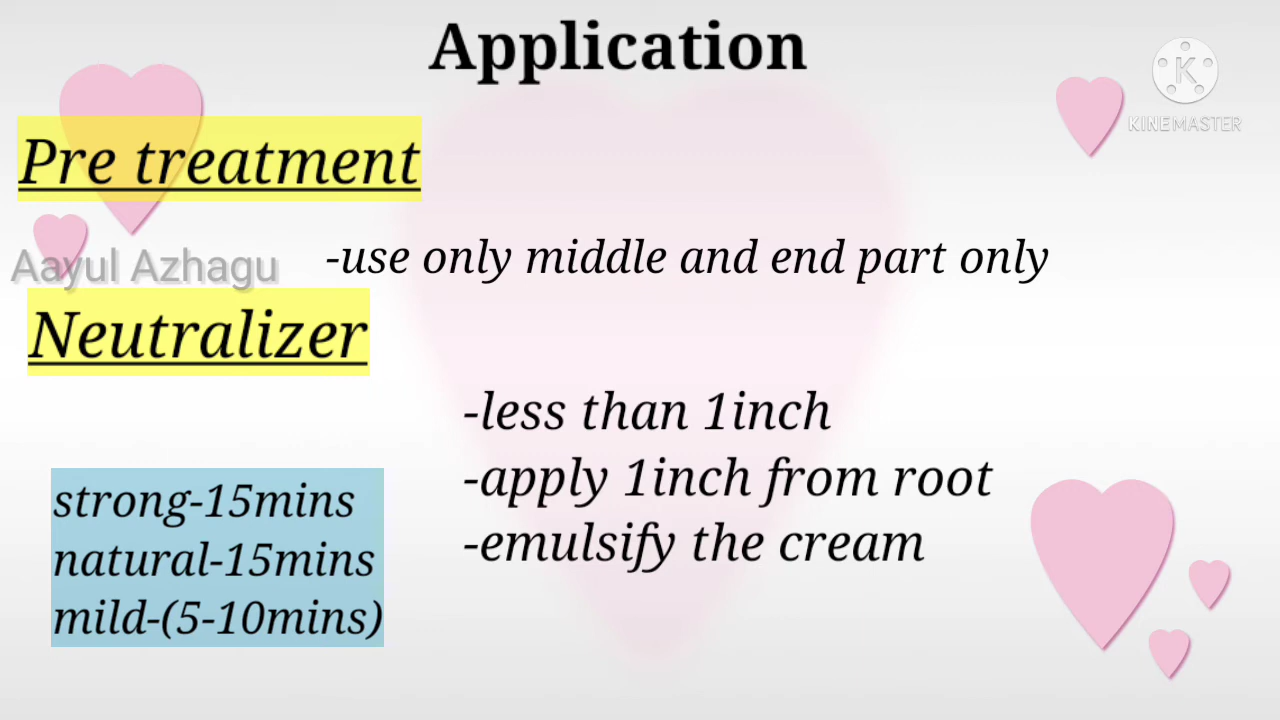 Application
KINEMASTER
Pre treatment
-use only middle and end part only
Aayul Azhagu
Neutralizer
-less than 1inch
-apply 1inch from root
-emulsify the cream
strong-15mins
natural-15mins
mild-(5-10mins)